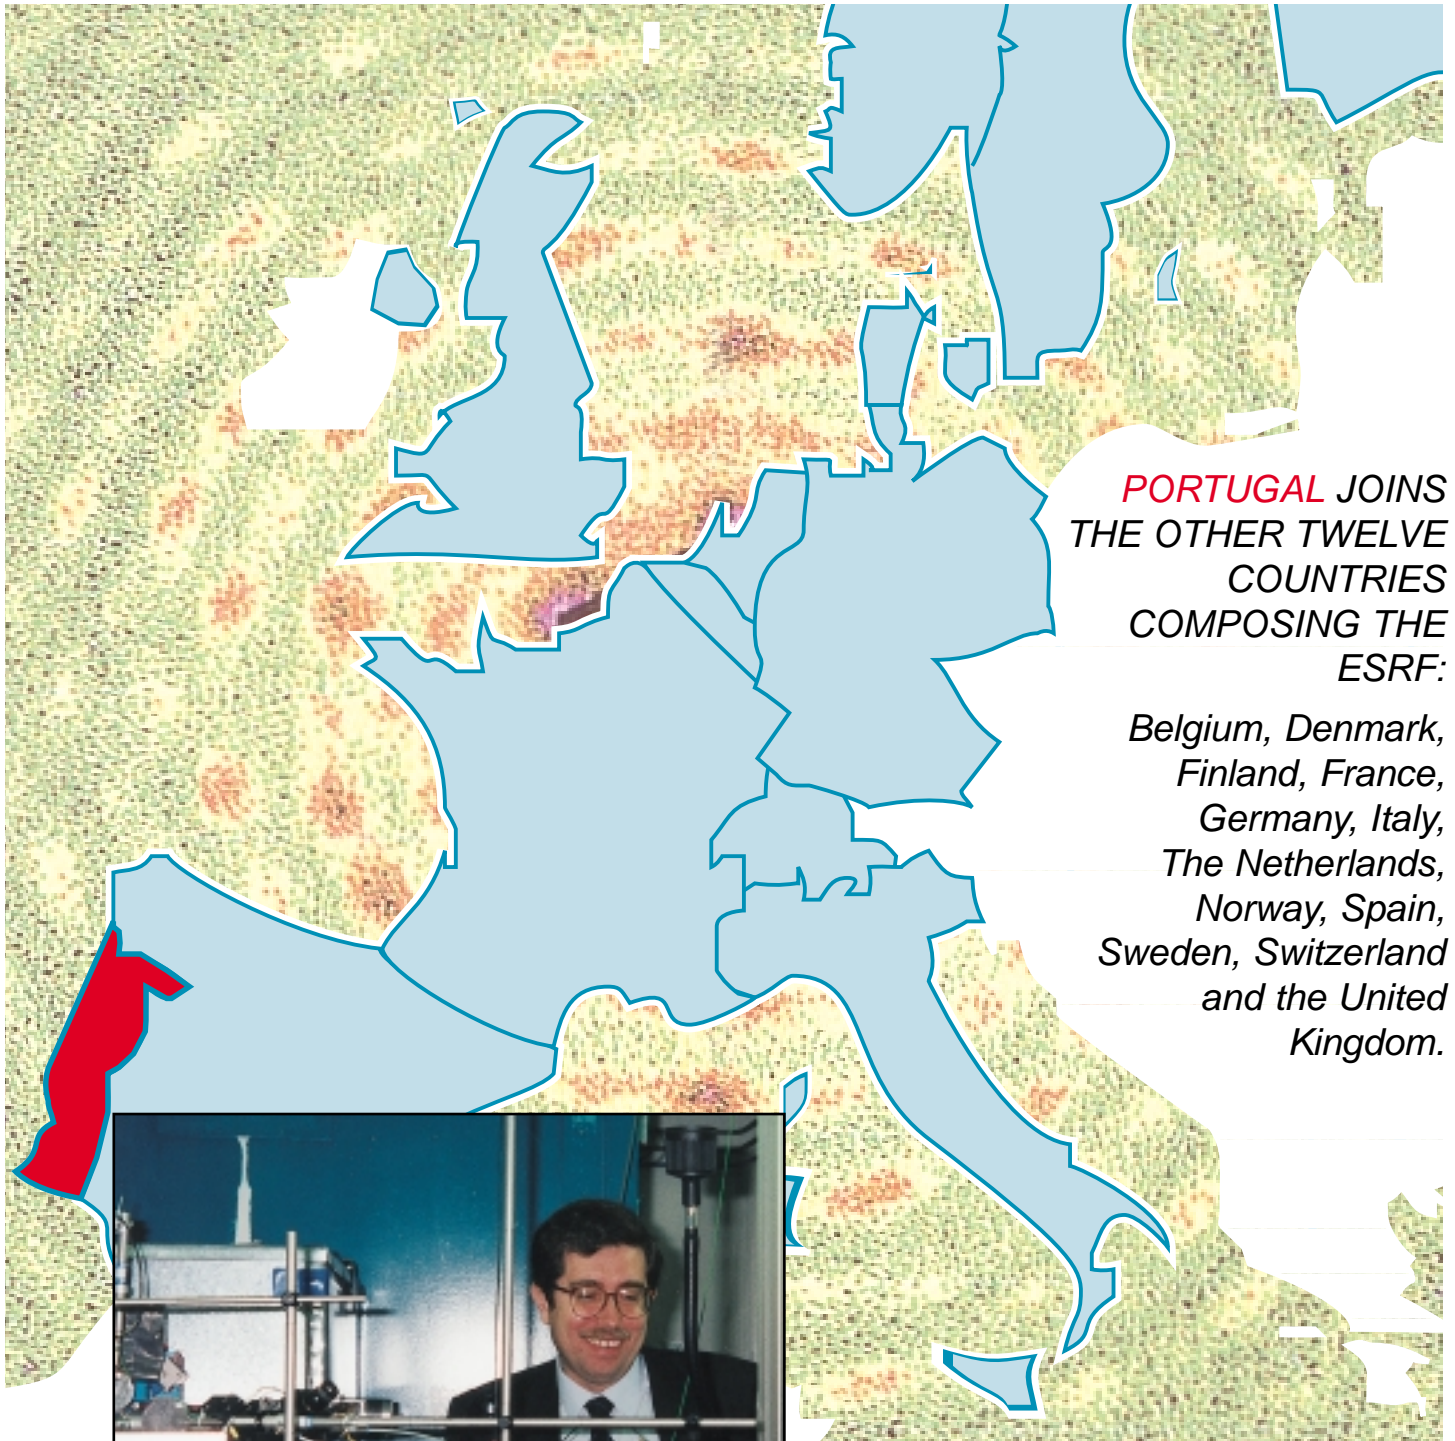 PORTUGAL JOINS
THE OTHER TWELVE
COUNTRIES
COMPOSING THE
ESRF:
Belgium, Denmark,
Finland, France,
Germany, Italy,
The Netherlands,
Norway, Spain,
Sweden, Switzerland
and the United
Kingdom.